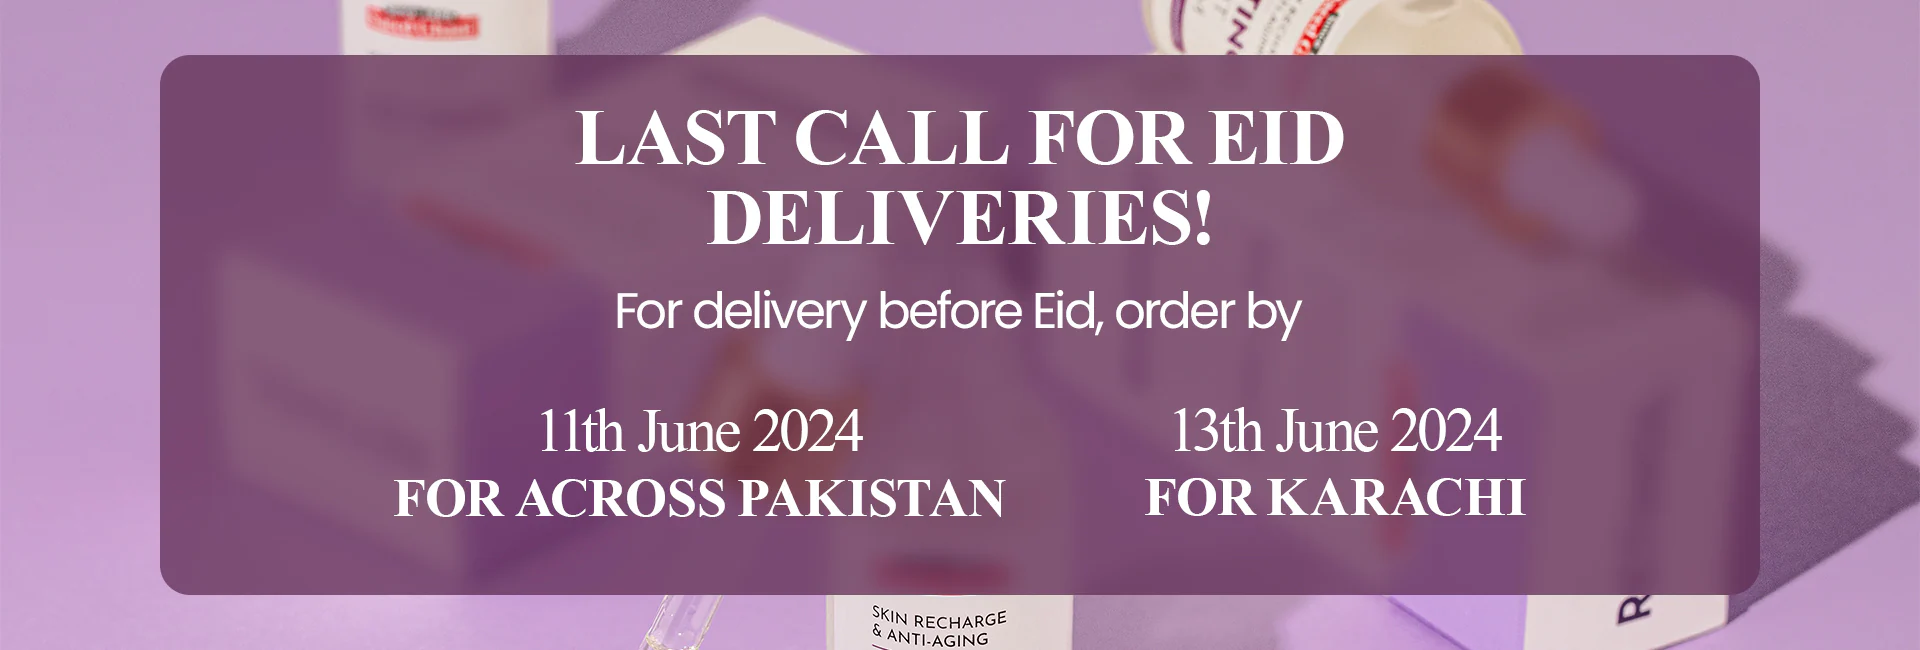 LAST CALL FOR EID
DELIVERIES!
For delivery before Eid, order by
11th June 2024
FOR ACROSS PAKISTAN
13th June 2024
FOR KARACHI
SKIN RECHARGE
& ANTI-AGING